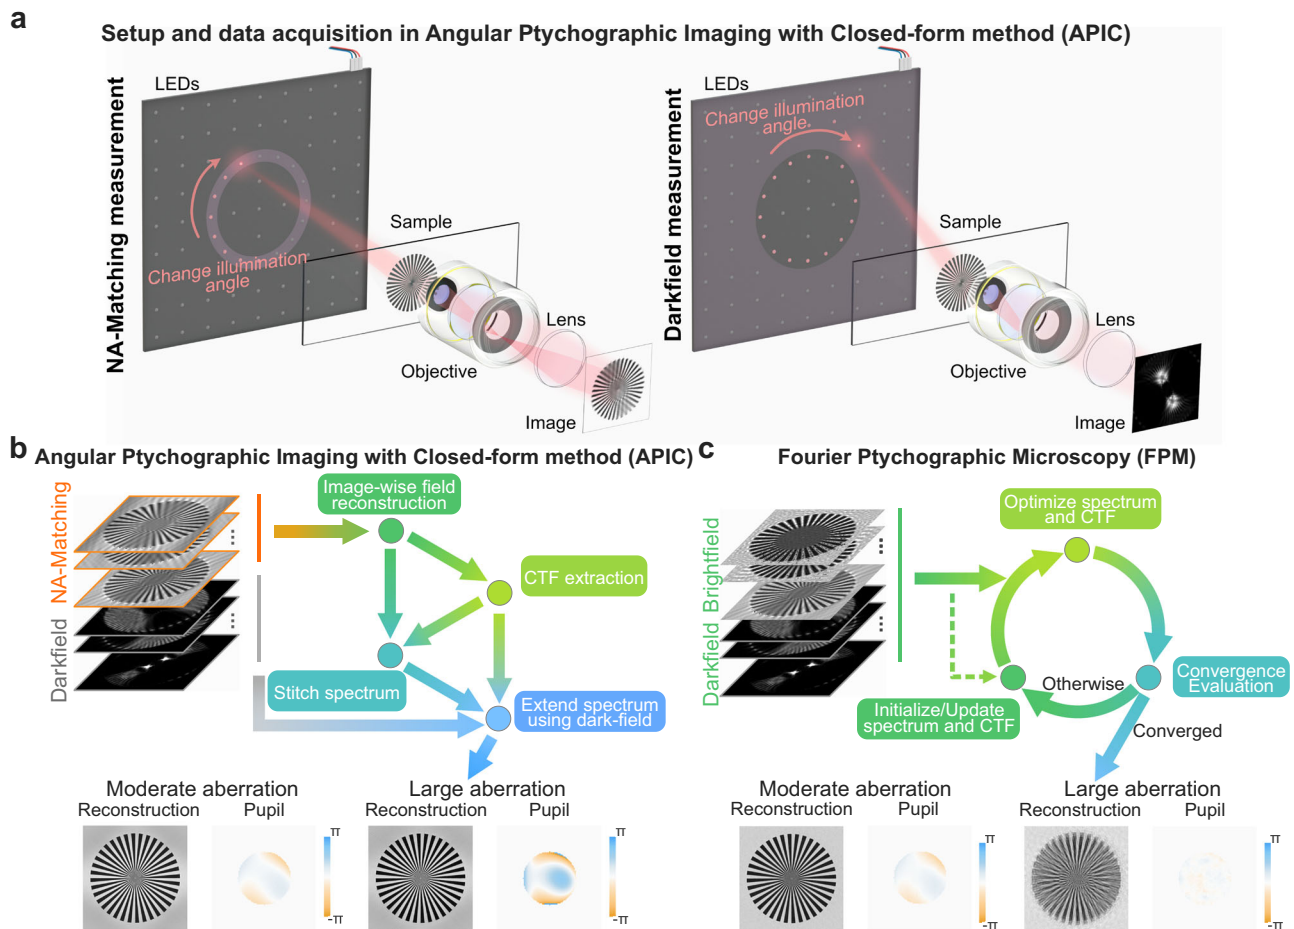 a
Setup and data acquisition in Angular Ptychographic Imaging with Closed-form method (APIC)
NA-Matching measurement
LEDs
Change illumination
angle
Sample
Objective
Lens
Image
Darkfield measurement
LEDs
Change illumination
angle
Sample
Objective
Lens
Image
b
Angular Ptychographic Imaging with Closed-form method (APIC)
NA-Matching
Darkfield
Image-wise field
reconstruction
CTF extraction
Stitch spectrum
Extend spectrum
using dark-field
Moderate aberration
Reconstruction
Pupil
π
-π
Large aberration
Reconstruction
Pupil
π
-π
c
Fourier Ptychographic Microscopy (FPM)
Brightfield
Darkfield
Optimize spectrum
and CTF
Convergence
Evaluation
Otherwise
Initialize/Update
spectrum and CTF
Converged
Moderate aberration
Reconstruction
Pupil
π
-π
Large aberration
Reconstruction
Pupil
π
-π